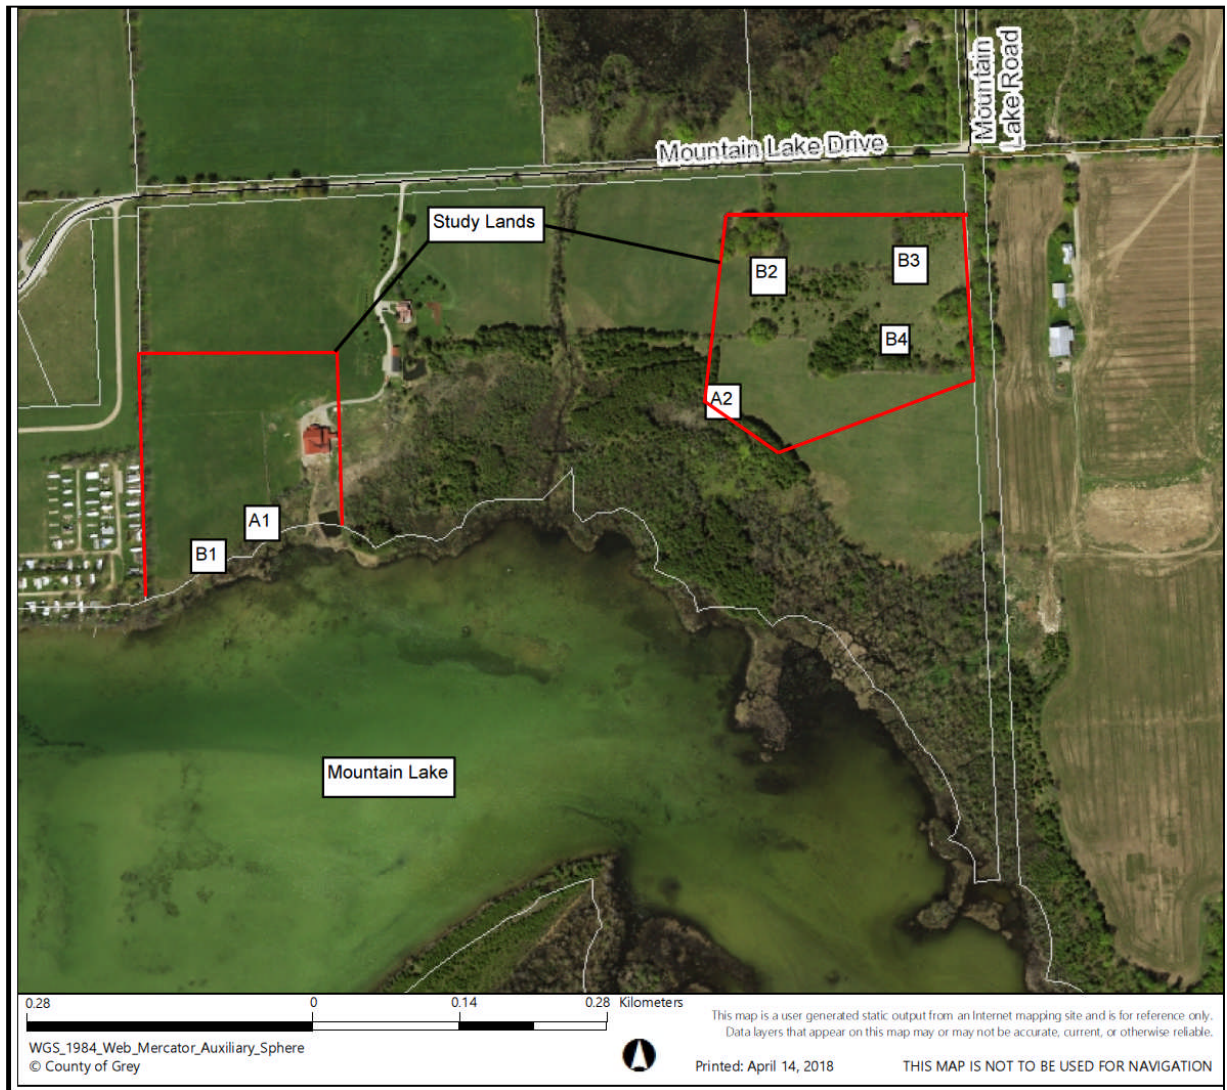 Mountain
Lake Road
Mountain Lake Drive
Study Lands
B2
B3
B4
A2
A1
B1
Mountain Lake
0.28
0
0.14
0.28 Kilometers
This map is a user generated static output from an Internet mapping site and is for reference only.
Data layers that appear on this map may or may not be accurate, current, or otherwise reliable.
WGS_1984_Web_Mercator_Auxiliary_Sphere
© County of Grey
Printed: April 14, 2018
THIS MAP IS NOT TO BE USED FOR NAVIGATION